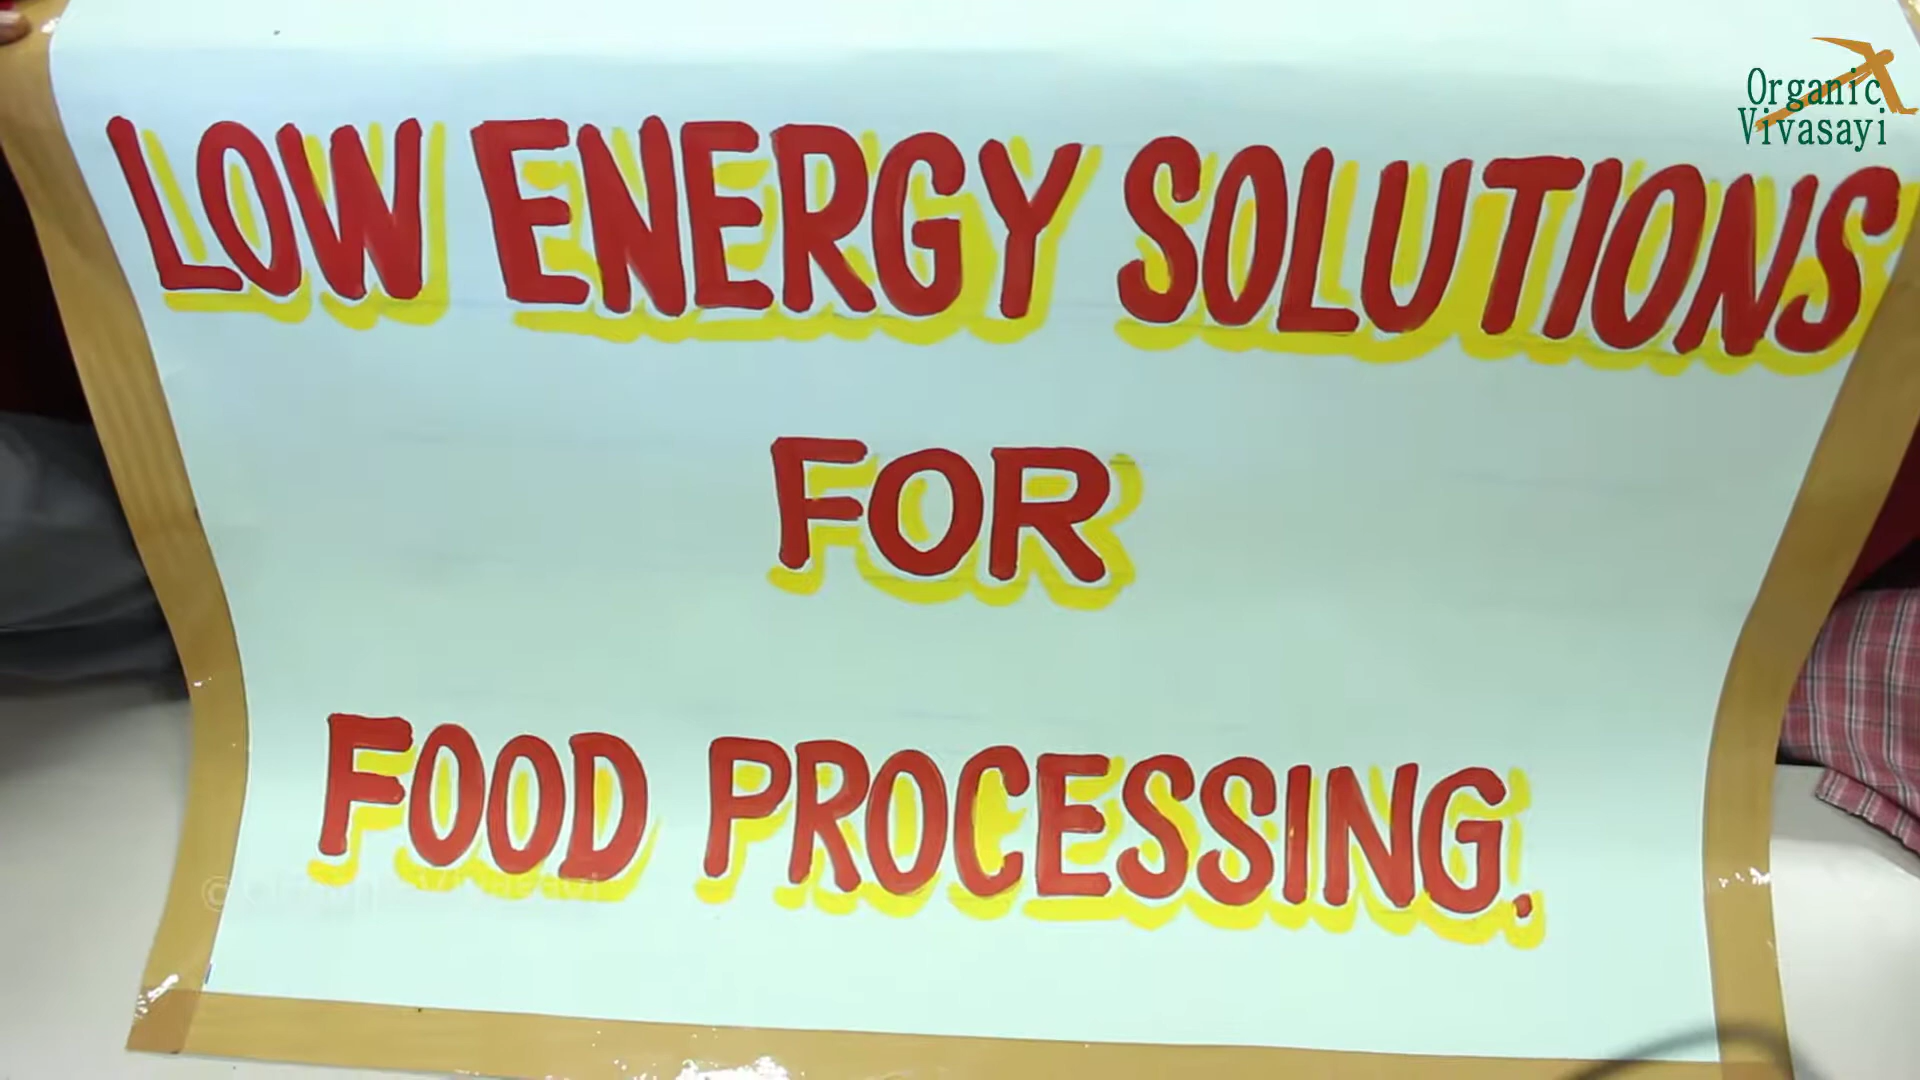 Organic
Vivasayi
LOW ENERGY SOLUTIONS
FOR
FOOD PROCESSING.